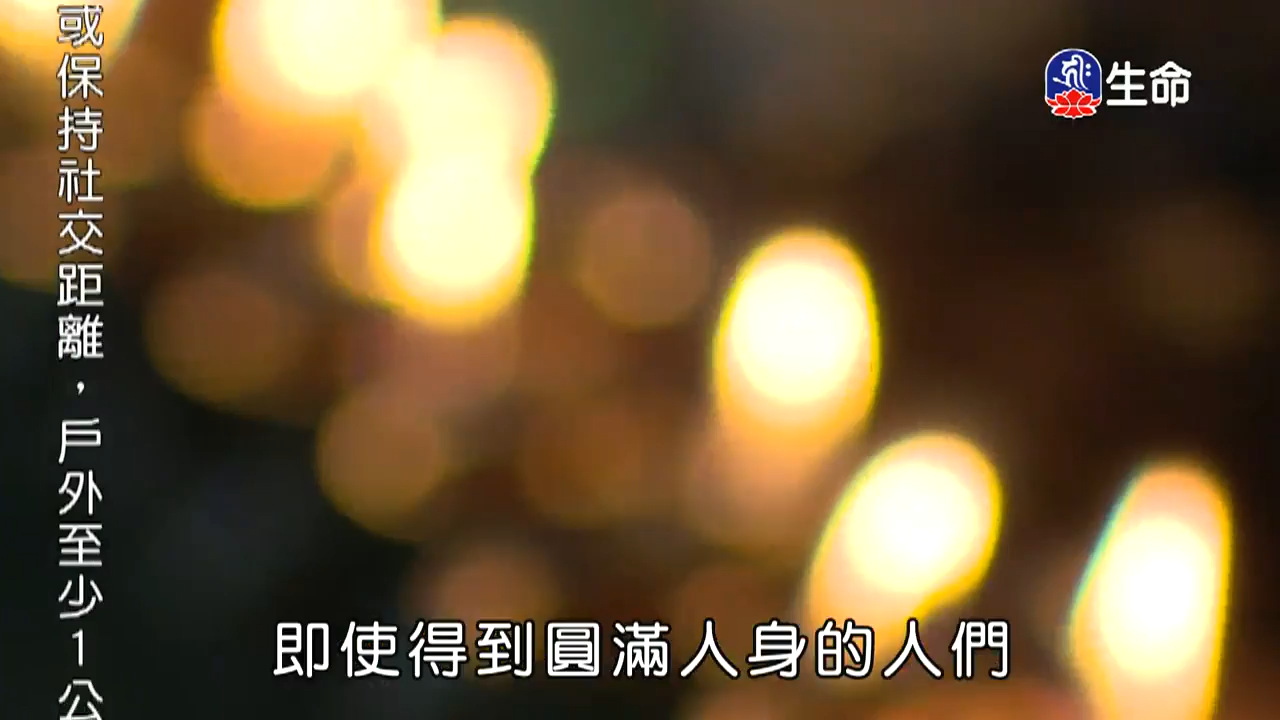 或保持社交距離，戶外至少1公
生命
即使得到圓滿人身的人們